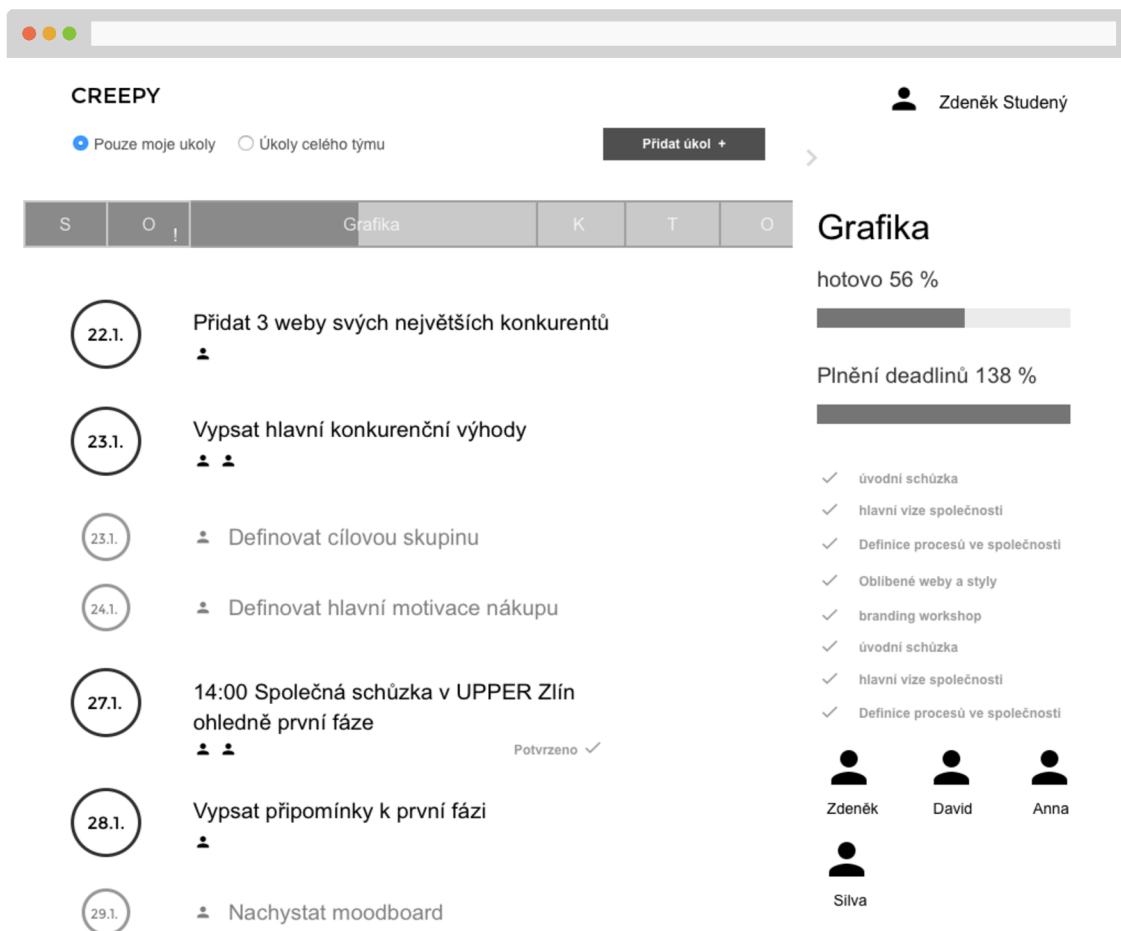 CREEPY
Zdeněk Studený
Pouze moje ukoly
Úkoly celého týmu
Přidat úkol +
S
O
!
Grafika
K
T
O
22.1.
Přidat 3 weby svých největších konkurentů
23.1.
Vypsat hlavní konkurenční výhody
23.1.
Definovat cílovou skupinu
24.1.
Definovat hlavní motivace nákupu
27.1.
14:00 Společná schůzka v UPPER Zlín
ohledně první fáze
Potvrzeno
28.1.
Vypsat připomínky k první fázi
29.1.
Nachystat moodboard
Grafika
hotovo 56 %
Plnění deadlinů 138 %
úvodní schůzka
hlavní vize společnosti
Definice procesů ve společnosti
Oblíbené weby a styly
branding workshop
úvodní schůzka
hlavní vize společnosti
Definice procesů ve společnosti
Zdeněk
David
Anna
Silva